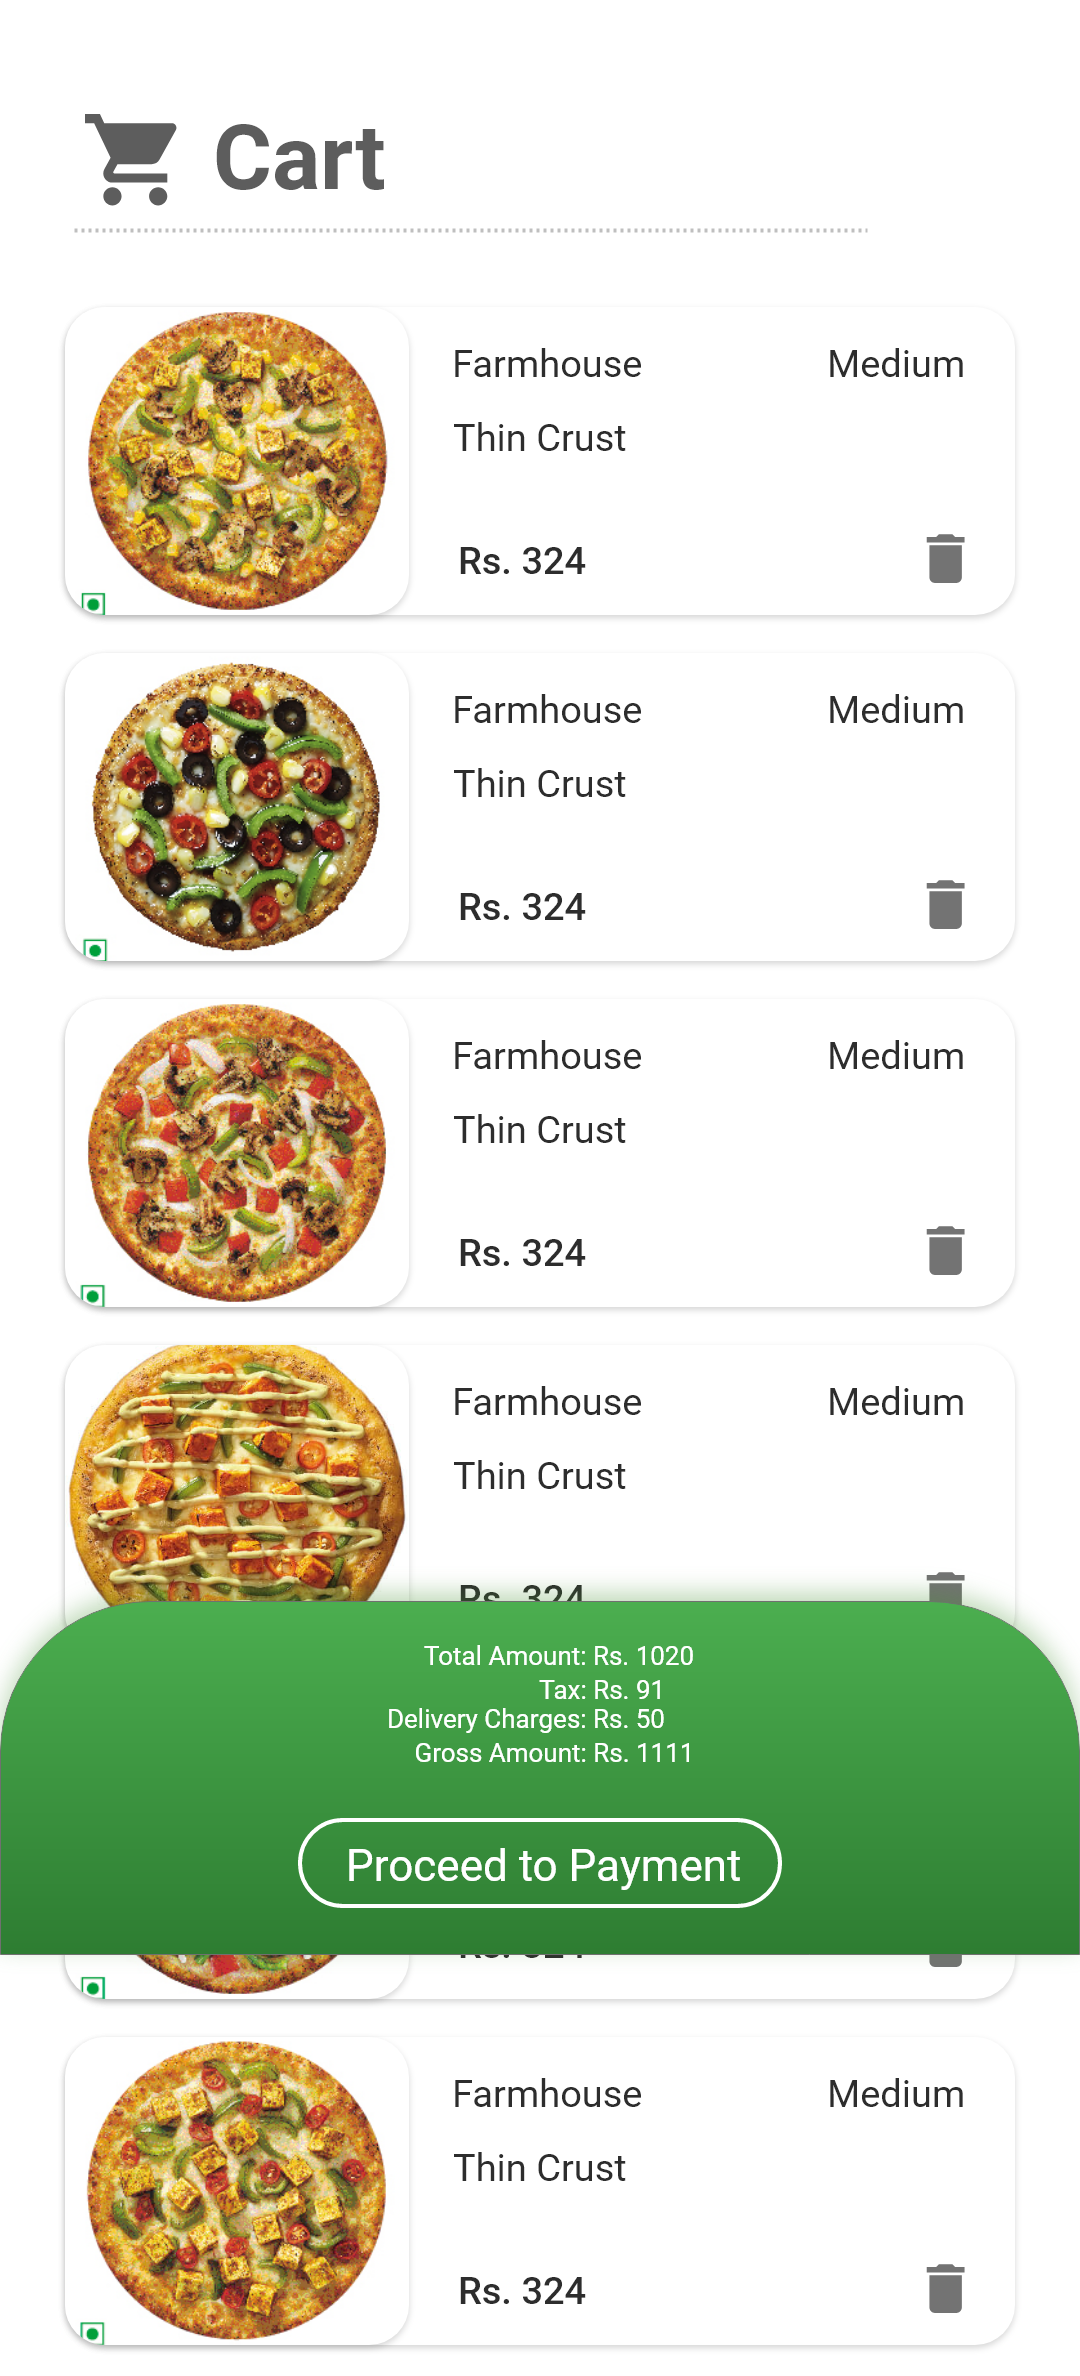 Cart
Farmhouse Medium
Thin Crust
Rs. 324
Farmhouse Medium
Thin Crust
Rs. 324
Farmhouse Medium
Thin Crust
Rs. 324
Farmhouse Medium
Thin Crust
Rs. 324
Total Amount: Rs. 1020
Tax: Rs. 91
Delivery Charges: Rs. 50
Gross Amount: Rs. 1111
Proceed to Payment
Farmhouse Medium
Thin Crust
Rs. 324